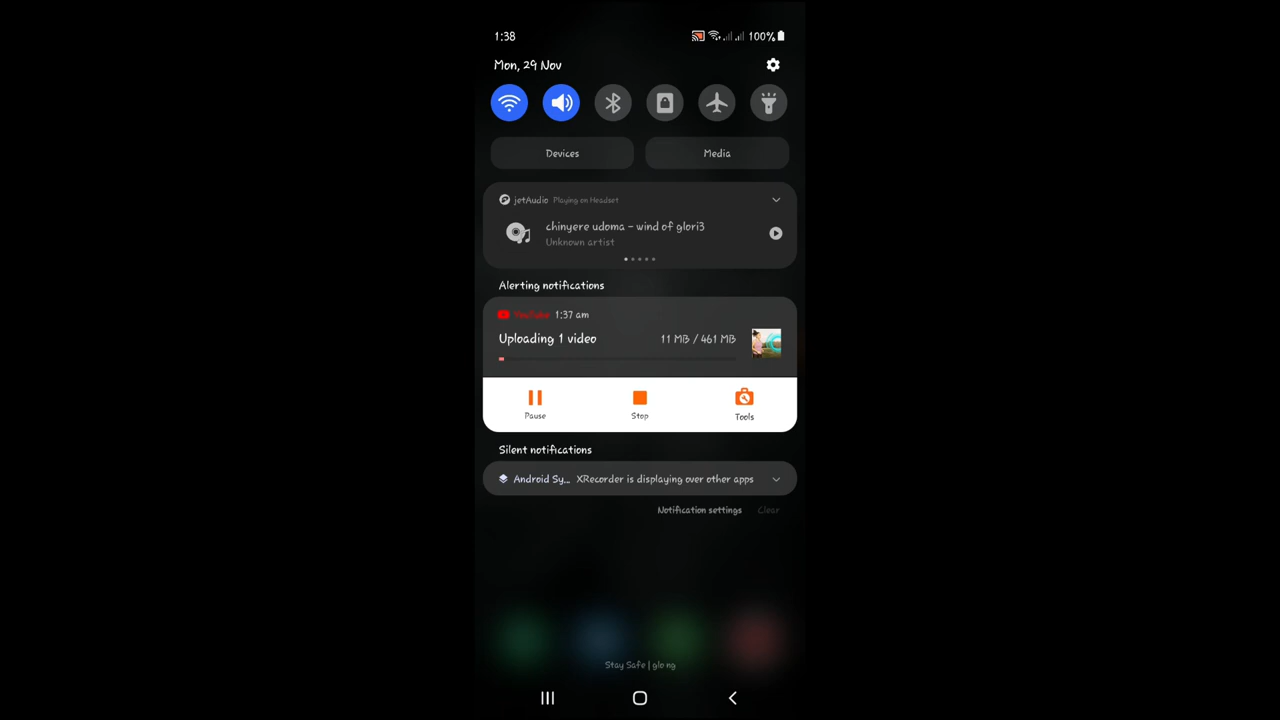 1:38
100%
Mon, 29 Nov
Devices
Media
jetAudio Playing on Headset
chinyere udoma - wind of glori3
Unknown artist
Alerting notifications
YouTube 1:37 am
Uploading 1 video 11 MB / 461 MB
Pause
Stop
Tools
Silent notifications
Android Sy... XRecorder is displaying over other apps
Notification settings Clear
Stay Safe | glo ng